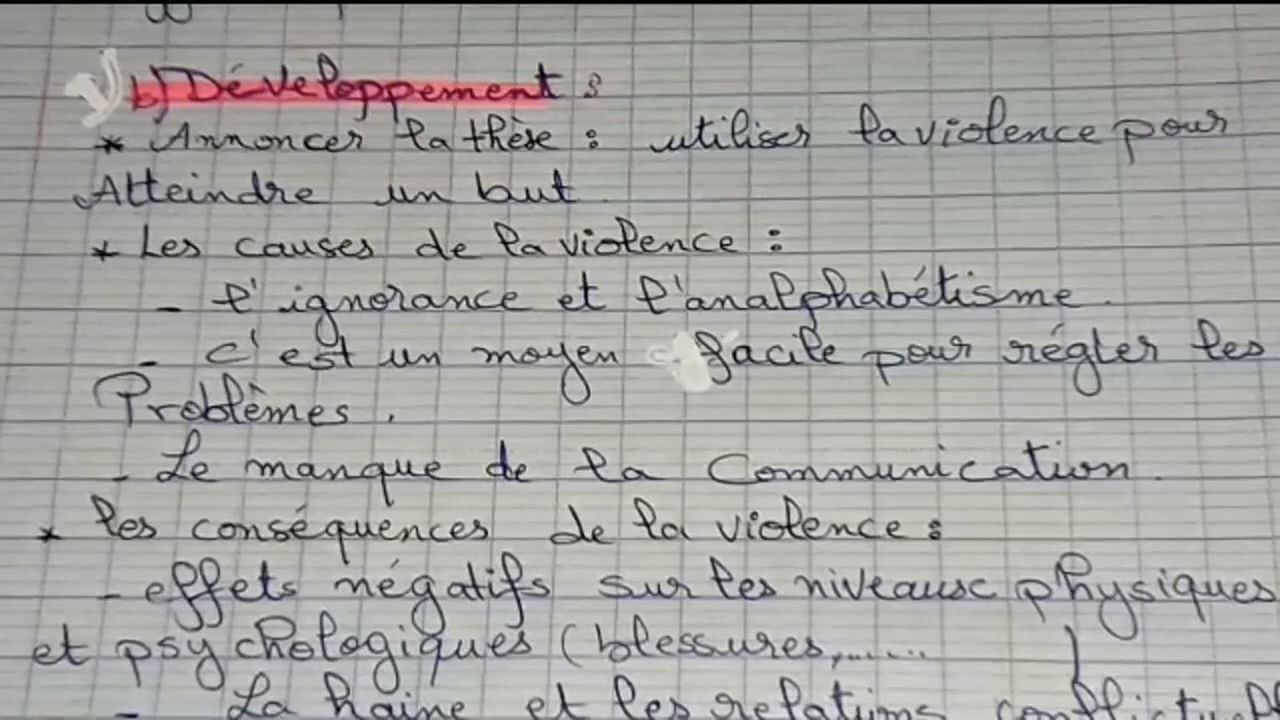 b) Développement :
* Annoncer la thèse : utiliser la violence pour
Atteindre un but.
* Les causes de la violence :
- l'ignorance et l'analphabétisme.
- c'est un moyen facile pour régler les
Problèmes.
- Le manque de la Communication.
* les conséquences de la violence :
- effets négatifs sur les niveaux physiques
et psychologiques (blessures,......
- La haine et les relations